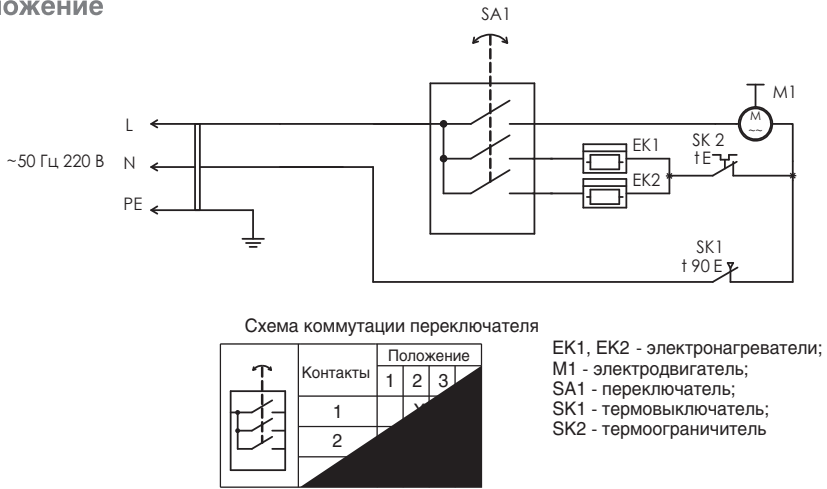 ложение
SA1
M1
M
~~
L
EK1
SK 2
tE
~50 Гц 220 В
N
EK2
PE
SK1
t 90 E
Схема коммутации переключателя
Контакты
Положение
1 2 3
1
2
EK1, EK2 - электронагреватели;
M1 - электродвигатель;
SA1 - переключатель;
SK1 - термовыключатель;
SK2 - термоограничитель